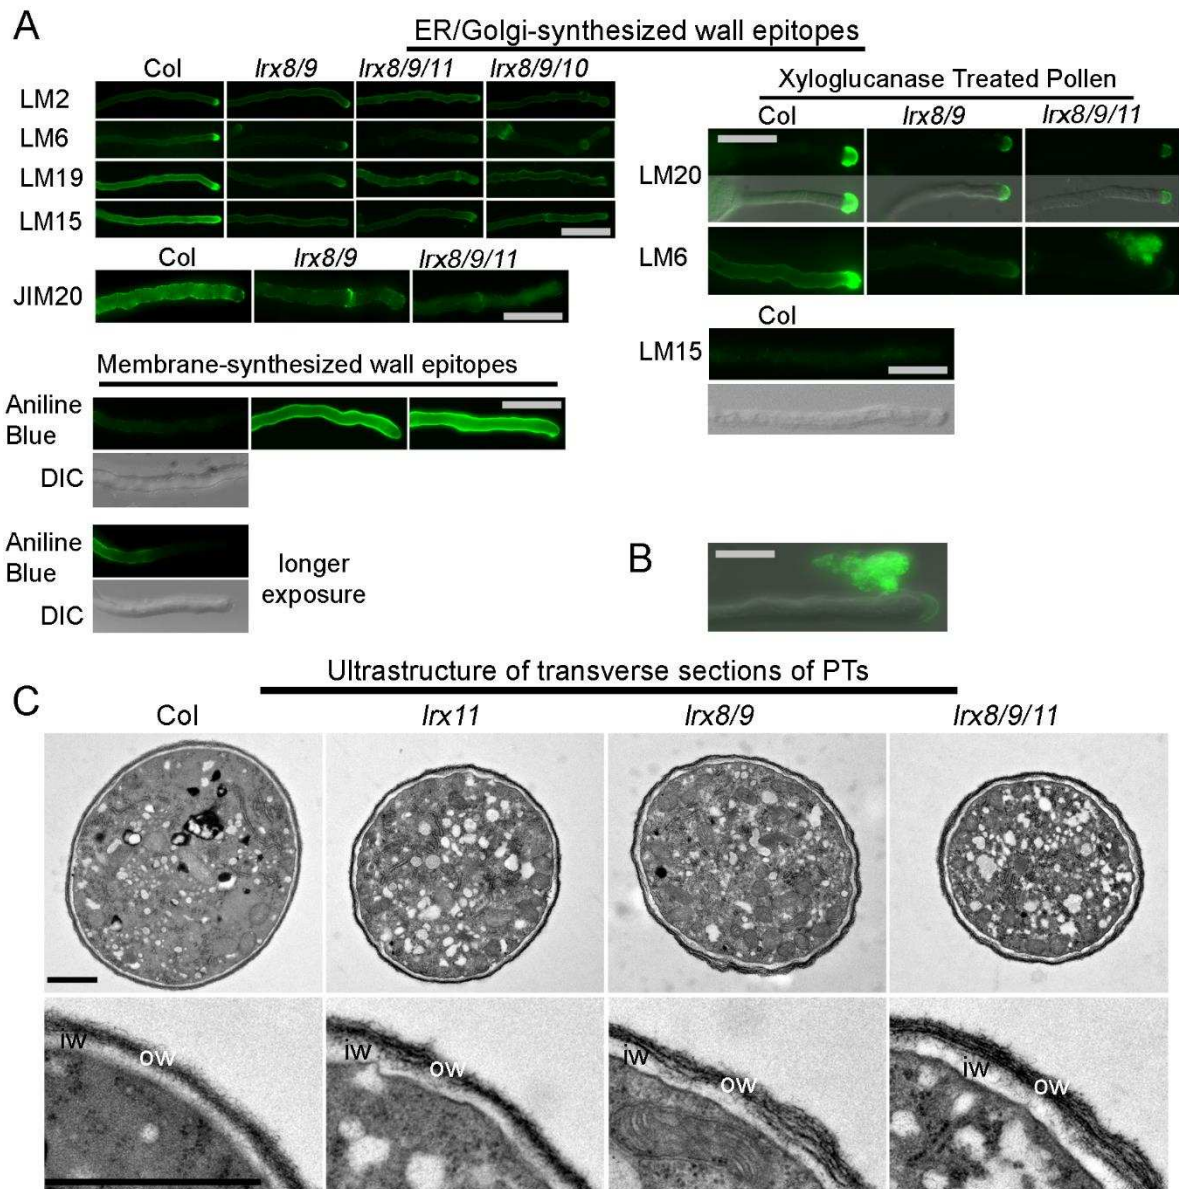 A
ER/Golgi-synthesized wall epitopes
Col lrx8/9 lrx8/9/11 lrx8/9/10
LM2
LM6
LM19
LM15
Col lrx8/9 lrx8/9/11
JIM20
Xyloglucanase Treated Pollen
Col lrx8/9 lrx8/9/11
LM20
LM6
Col
LM15
Membrane-synthesized wall epitopes
Aniline
Blue
DIC
Aniline
Blue
DIC
longer
exposure
B
Ultrastructure of transverse sections of PTs
C
Col lrx11 lrx8/9 lrx8/9/11
iw ow iw ow iw ow iw ow